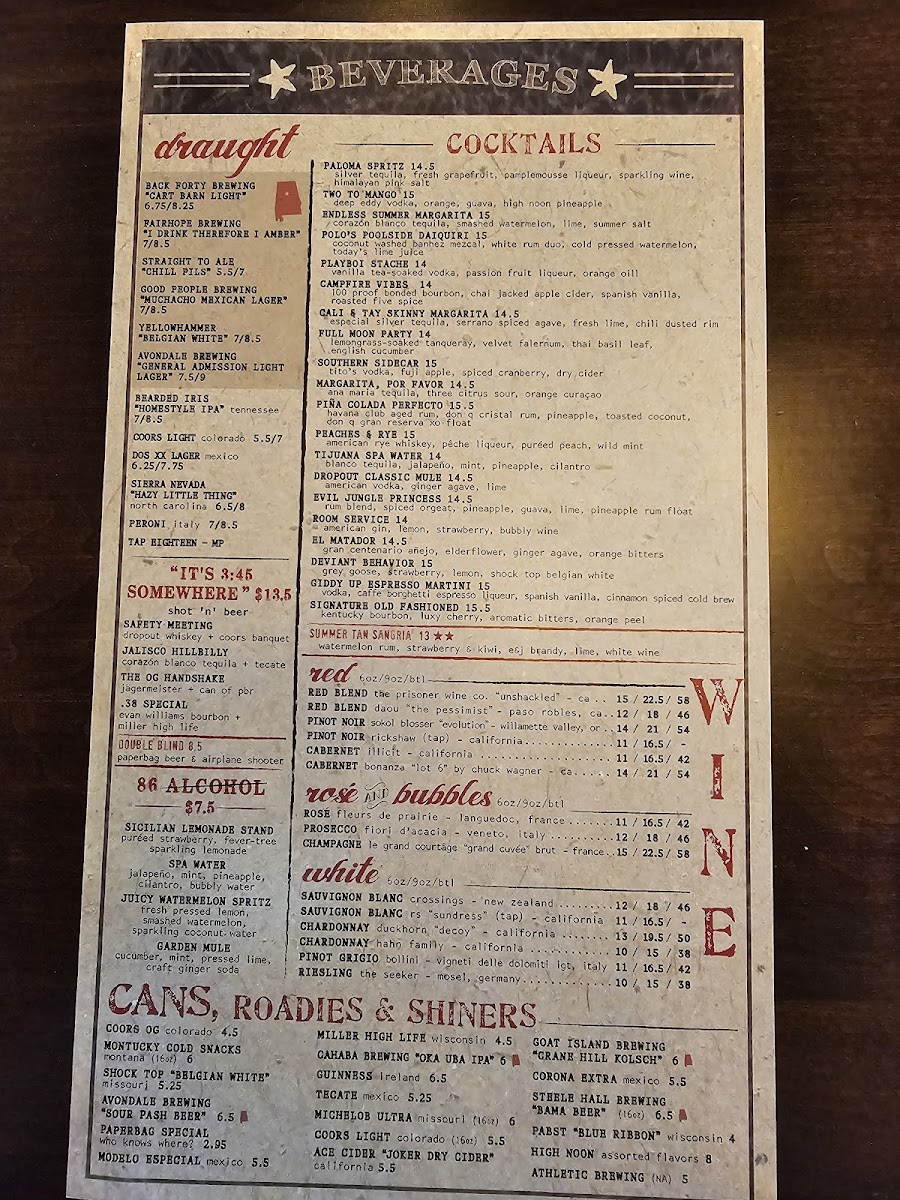 BEVERAGES
draught
BACK FORTY BREWING
"CART BARN LIGHT"
6.75/8.25
FAIRHOPE BREWING
"I DRINK THEREFORE I AMBER"
7/8.5
STRAIGHT TO ALE
"CHILL PILS" 5.5/7
GOOD PEOPLE BREWING
"MUCHACHO MEXICAN LAGER"
7/8.5
YELLOWHAMMER
"BELGIAN WHITE" 7/8.5
AVONDALE BREWING
"GENERAL ADMISSION LIGHT
LAGER" 7.5/9
BEARDED IRIS
"HOMESTYLE IPA" tennessee
7/8.5
COORS LIGHT colorado 5.5/7
DOS XX LAGER mexico
6.25/7.75
SIERRA NEVADA
"HAZY LITTLE THING"
north carolina 6.5/8
PERONI italy 7/8.5
TAP EIGHTEEN - MP
"IT'S 3:45
SOMEWHERE" $13.5
shot 'n' beer
SAFETY MEETING
dropout whiskey + coors banquet
JALISCO HILLBILLY
corazón blanco tequila + tecate
THE OG HANDSHAKE
jagermeister + can of pbr
.38 SPECIAL
evan williams bourbon +
miller high life
DOUBLE BLIND 8.5
paperbag beer & airplane shooter
86 ALCOHOL
$7.5
SICILIAN LEMONADE STAND
puréed strawberry, fever-tree
sparkling lemonade
SPA WATER
jalapeño, mint, pineapple,
cilantro, bubbly water
JUICY WATERMELON SPRITZ
fresh pressed lemon,
smashed watermelon,
sparkling coconut water
GARDEN MULE
cucumber, mint, pressed lime,
craft ginger soda
COCKTAILS
PALOMA SPRITZ 14.5
silver tequila, fresh grapefruit, pamplemousse liqueur, sparkling wine,
himalayan pink salt
TWO TO MANGO 15
deep eddy vodka, orange, guava, high noon pineapple
ENDLESS SUMMER MARGARITA 15
corazón blanco tequila, smashed watermelon, lime, summer salt
POLO'S POOLSIDE DAIQUIRI 15
coconut washed banhez mezcal, white rum duo, cold pressed watermelon,
today's lime juice
PLAYBOI STACHE 14
vanilla tea-soaked vodka, passion fruit liqueur, orange oill
CAMPFIRE VIBES 14
100 proof bonded bourbon, chai jacked apple cider, spanish vanilla,
roasted five spice
CALI & TAY SKINNY MARGARITA 14.5
especial silver tequila, serrano spiced agave, fresh lime, chili dusted rim
FULL MOON PARTY 14
lemongrass-soaked tanqueray, velvet falernum, thai basil leaf,
english cucumber
SOUTHERN SIDECAR 15
tito's vodka, fuji apple, spiced cranberry, dry cider
MARGARITA, POR FAVOR 14.5
ana maria tequila, three citrus sour, orange curaçao
PIÑA COLADA PERFECTO 15.5
havana club aged rum, don q cristal rum, pineapple, toasted coconut,
don q gran reserva xo float
PEACHES & RYE 15
american rye whiskey, pêche liqueur, puréed peach, wild mint
TIJUANA SPA WATER 14
blanco tequila, jalapeño, mint, pineapple, cilantro
DROPOUT CLASSIC MULE 14.5
american vodka, ginger agave, lime
EVIL JUNGLE PRINCESS 14.5
rum blend, spiced orgeat, pineapple, guava, lime, pineapple rum float
ROOM SERVICE 14
american gin, lemon, strawberry, bubbly wine
EL MATADOR 14.5
gran centenario añejo, elderflower, ginger agave, orange bitters
DEVIANT BEHAVIOR 15
grey goose, strawberry, lemon, shock top belgian white
GIDDY UP ESPRESSO MARTINI 15
vodka, caffe borghetti espresso liqueur, spanish vanilla, cinnamon spiced cold brew
SIGNATURE OLD FASHIONED 15.5
kentucky bourbon, luxy cherry, aromatic bitters, orange peel
SUMMER TAN SANGRIA 13 ★★
watermelon rum, strawberry & kiwi, e&j brandy, lime, white wine
WINE
red 6oz/9oz/btl
RED BLEND the prisoner wine co. "unshackled" - ca .. 15 / 22.5/ 58
RED BLEND daou "the pessimist" - paso robles, ca..12 / 18 / 46
PINOT NOIR sokol blosser "evolution" - willamette valley, or ..14 / 21 / 54
PINOT NOIR rickshaw (tap) - california...............11 / 16.5/ -
CABERNET illicit - california ...................... 11 / 16.5/ 42
CABERNET bonanza "lot 6" by chuck wagner - ca..... 14 / 21 / 54
rosé AND bubbles 6oz/9oz/btl
ROSÉ fleurs de prairie - languedoc, france.......11 / 16.5/ 42
PROSECCO fiori d'acacia - veneto, italy ..........12 / 18 / 46
CHAMPAGNE le grand courtâge "grand cuvée" brut - france..15 / 22.5/ 58
white 6oz/9oz/btl
SAUVIGNON BLANC crossings - new zealand.........12 / 18 / 46
SAUVIGNON BLANC rs "sundress" (tap) - california 11 / 16.5/ -
CHARDONNAY duckhorn "decoy" - california ........ 13 / 19.5/ 50
CHARDONNAY hahn family - california ............ 10 / 15 / 38
PINOT GRIGIO bollini - vigneti delle dolomiti igt, italy 11 / 16.5/ 42
RIESLING the seeker - mosel, germany.............10 / 15 / 38
CANS, ROADIES & SHINERS
COORS OG colorado 4.5
MONTUCKY COLD SNACKS
montana (16oz) 6
SHOCK TOP "BELGIAN WHITE"
missouri 5.25
AVONDALE BREWING
"SOUR PASH BEER" 6.5
PAPERBAG SPECIAL
who knows where? 2.95
MODELO ESPECIAL mexico 5.5
MILLER HIGH LIFE wisconsin 4.5
CAHABA BREWING "OKA UBA IPA" 6
GUINNESS ireland 6.5
TECATE mexico 5.25
MICHELOB ULTRA missouri (16oz) 6
COORS LIGHT colorado (16oz) 5.5
ACE CIDER "JOKER DRY CIDER"
california 5.5
GOAT ISLAND BREWING
"CRANE HILL KOLSCH" 6
CORONA EXTRA mexico 5.5
STEELE HALL BREWING
"BAMA BEER" (16oz) 6.5
PABST "BLUE RIBBON" wisconsin 4
HIGH NOON assorted flavors 8
ATHLETIC BREWING (NA) 5